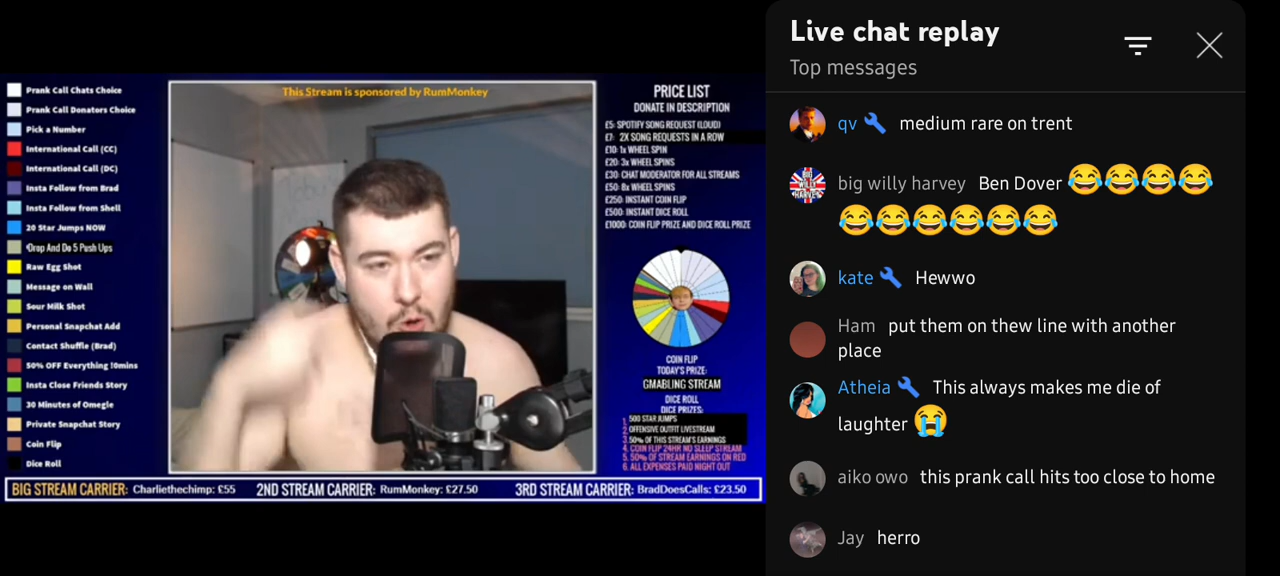 Prank Call Chats Choice
Prank Call Donators Choice
Pick a Number
International Call (CC)
International Call (DC)
Insta Follow from Brad
Insta Follow from Shell
20 Star Jumps NOW
Drop And Do 5 Push Ups
Raw Egg Shot
Message on Wall
Sour Milk Shot
Personal Snapchat Add
Contact Shuffle (Brad)
50% OFF Everything 10mins
Insta Close Friends Story
30 Minutes of Omegle
Private Snapchat Story
Coin Flip
Dice Roll
This Stream is sponsored by RumMonkey
PRICE LIST
DONATE IN DESCRIPTION
£5: SPOTIFY SONG REQUEST (LOUD)
£7: 2X SONG REQUESTS IN A ROW
£10: 1x WHEEL SPIN
£20: 3x WHEEL SPINS
£30: CHAT MODERATOR FOR ALL STREAMS
£50: 8x WHEEL SPINS
£250: INSTANT COIN FLIP
£500: INSTANT DICE ROLL
£1000: COIN FLIP PRIZE AND DICE ROLL PRIZE
COIN FLIP
TODAY'S PRIZE:
GMABLING STREAM
DICE ROLL
DICE PRIZES:
500 STAR JUMPS
OFFENSIVE OUTFIT LIVESTREAM
50% OF THIS STREAM'S EARNINGS
4. COIN FLIP 24HR NO SLEEP STREAM
5. 50% OF STREAM EARNINGS ON RED
6. ALL EXPENSES PAID NIGHT OUT
BIG STREAM CARRIER: Charliethechimp: £55 2ND STREAM CARRIER: RumMonkey: £27.50 3RD STREAM CARRIER: BradDoesCalls: £23.50
Live chat replay
Top messages
qv 🔧 medium rare on trent
BIG WILLY HARVEY
big willy harvey Ben Dover 😂😂😂😂
😂😂😂😂😂😂
kate 🔧 Hewwo
Ham put them on thew line with another
place
Atheia 🔧 This always makes me die of
laughter 😭
aiko owo this prank call hits too close to home
Jay herro